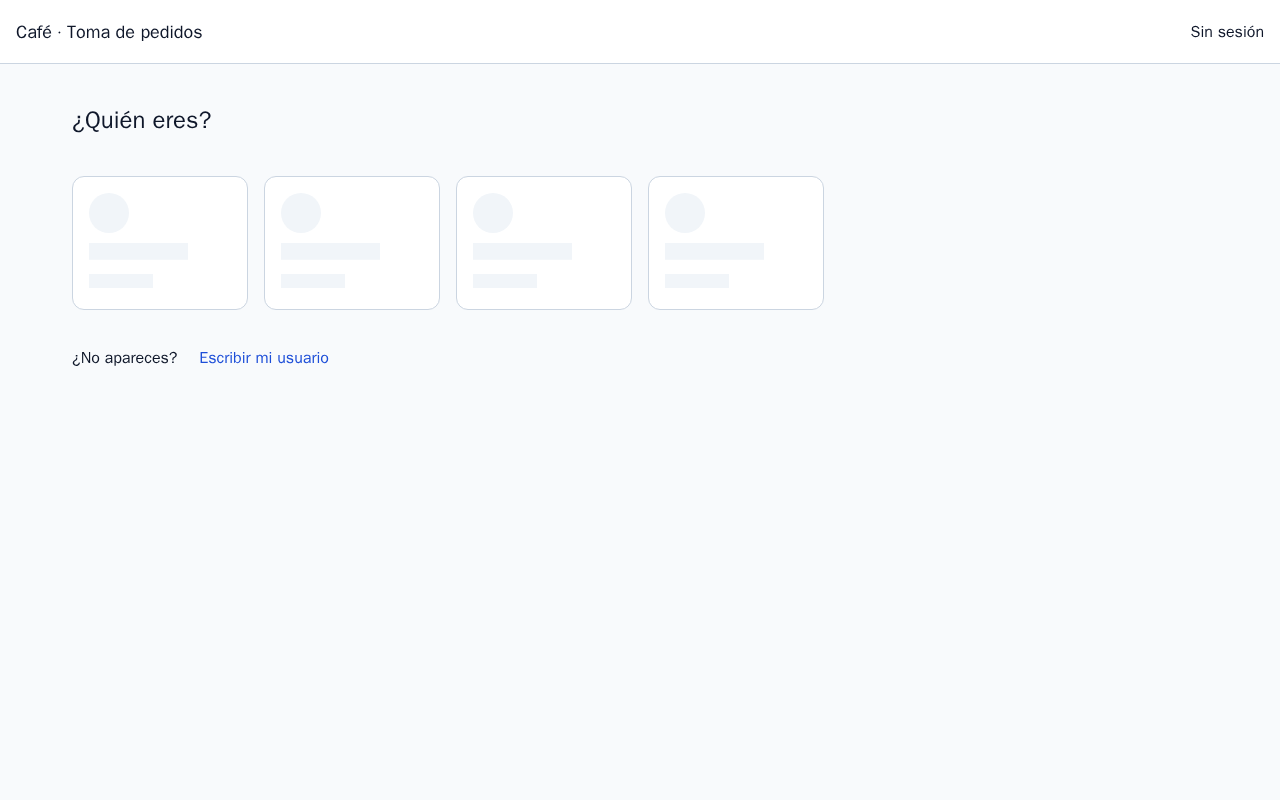 Café · Toma de pedidos
Sin sesión
¿Quién eres?
¿No apareces? Escribir mi usuario